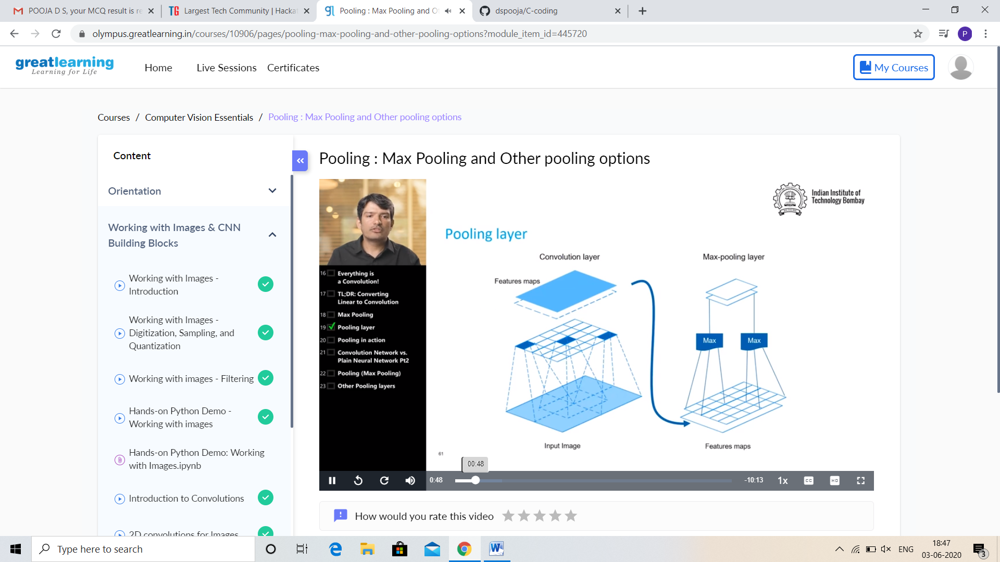 POOJA D S, your MCQ result is re
Largest Tech Community | Hacka
Pooling : Max Pooling and O
dspooja/C-coding
olympus.greatlearning.in/courses/10906/pages/pooling-max-pooling-and-other-pooling-options?module_item_id=445720
P
greatlearning
Learning for Life
Home
Live Sessions
Certificates
My Courses
Courses / Computer Vision Essentials / Pooling : Max Pooling and Other pooling options
Content
Orientation
Working with Images & CNN
Building Blocks
Working with Images -
Introduction
Working with Images -
Digitization, Sampling, and
Quantization
Working with images - Filtering
Hands-on Python Demo -
Working with images
Hands-on Python Demo: Working
with Images.ipynb
Introduction to Convolutions
2D convolutions for Images
Pooling : Max Pooling and Other pooling options
Indian Institute of
Technology Bombay
16 Everything is
a Convolution!
17 TL;DR: Converting
Linear to Convolution
18 Max Pooling
19 Pooling layer
20 Pooling in action
21 Convolution Network vs.
Plain Neural Network Pt2
22 Pooling (Max Pooling)
23 Other Pooling layers
Pooling layer
Convolution layer
Max-pooling layer
Features maps
Max
Max
Input Image
Features maps
61
00:48
0:48
-10:13
1x
CC
HD
How would you rate this video
Type here to search
ENG
18:47
03-06-2020
3